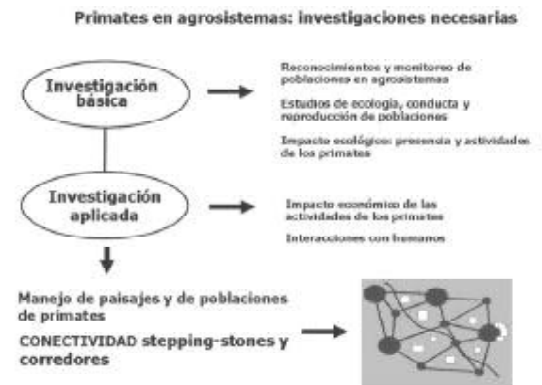 Primates en agrosistemas: investigaciones necesarias
Investigación
básica
Reconocimientos y monitoreo de
poblaciones en agrosistemas
Estudios de ecología, conducta y
reproducción de poblaciones
Impacto ecológico: presencia y actividades
de los primates
Investigación
aplicada
Impacto económico de las
actividades de los primates
Interacciones con humanos
Manejo de paisajes y de poblaciones
de primates
CONECTIVIDAD stepping-stones y
corredores